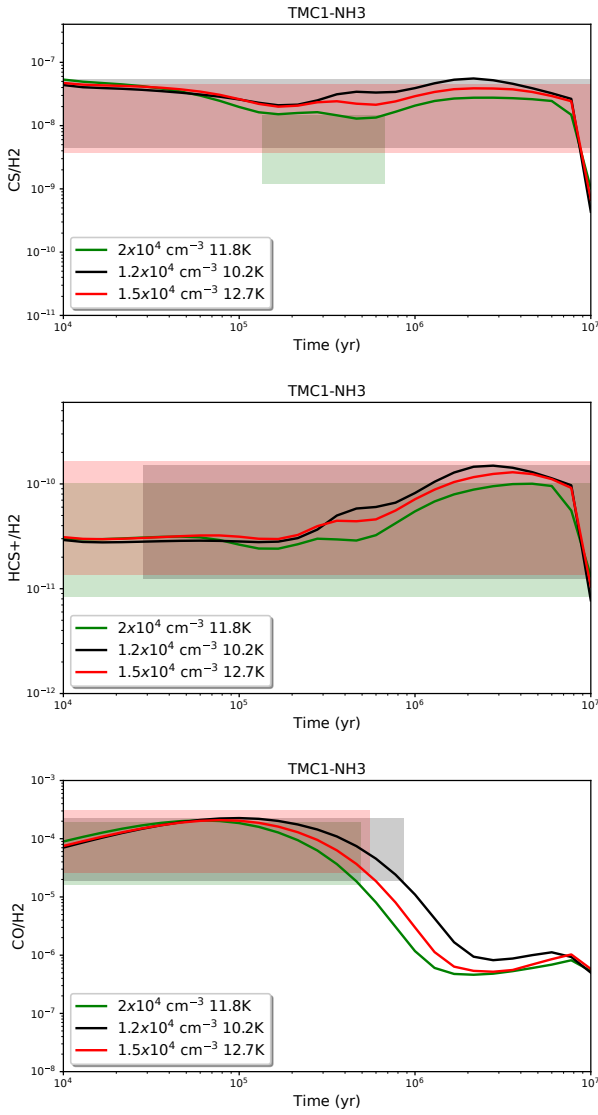 TMC1-NH3
10⁻⁷
10⁻⁸
10⁻⁹
10⁻¹⁰
10⁻¹¹
CS/H2
2x10⁴ cm⁻³ 11.8K
1.2x10⁴ cm⁻³ 10.2K
1.5x10⁴ cm⁻³ 12.7K
10⁴ 10⁵ 10⁶ 10⁷
Time (yr)
TMC1-NH3
10⁻¹⁰
10⁻¹¹
10⁻¹²
HCS+/H2
2x10⁴ cm⁻³ 11.8K
1.2x10⁴ cm⁻³ 10.2K
1.5x10⁴ cm⁻³ 12.7K
10⁴ 10⁵ 10⁶ 10⁷
Time (yr)
TMC1-NH3
10⁻³
10⁻⁴
10⁻⁵
10⁻⁶
10⁻⁷
10⁻⁸
CO/H2
2x10⁴ cm⁻³ 11.8K
1.2x10⁴ cm⁻³ 10.2K
1.5x10⁴ cm⁻³ 12.7K
10⁴ 10⁵ 10⁶ 10⁷
Time (yr)